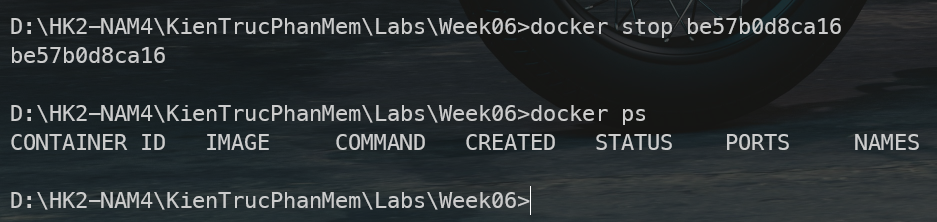 D:\HK2-NAM4\KienTrucPhanMem\Labs\Week06>docker stop be57b0d8ca16
be57b0d8ca16
D:\HK2-NAM4\KienTrucPhanMem\Labs\Week06>docker ps
CONTAINER ID   IMAGE     COMMAND   CREATED   STATUS    PORTS     NAMES
D:\HK2-NAM4\KienTrucPhanMem\Labs\Week06>